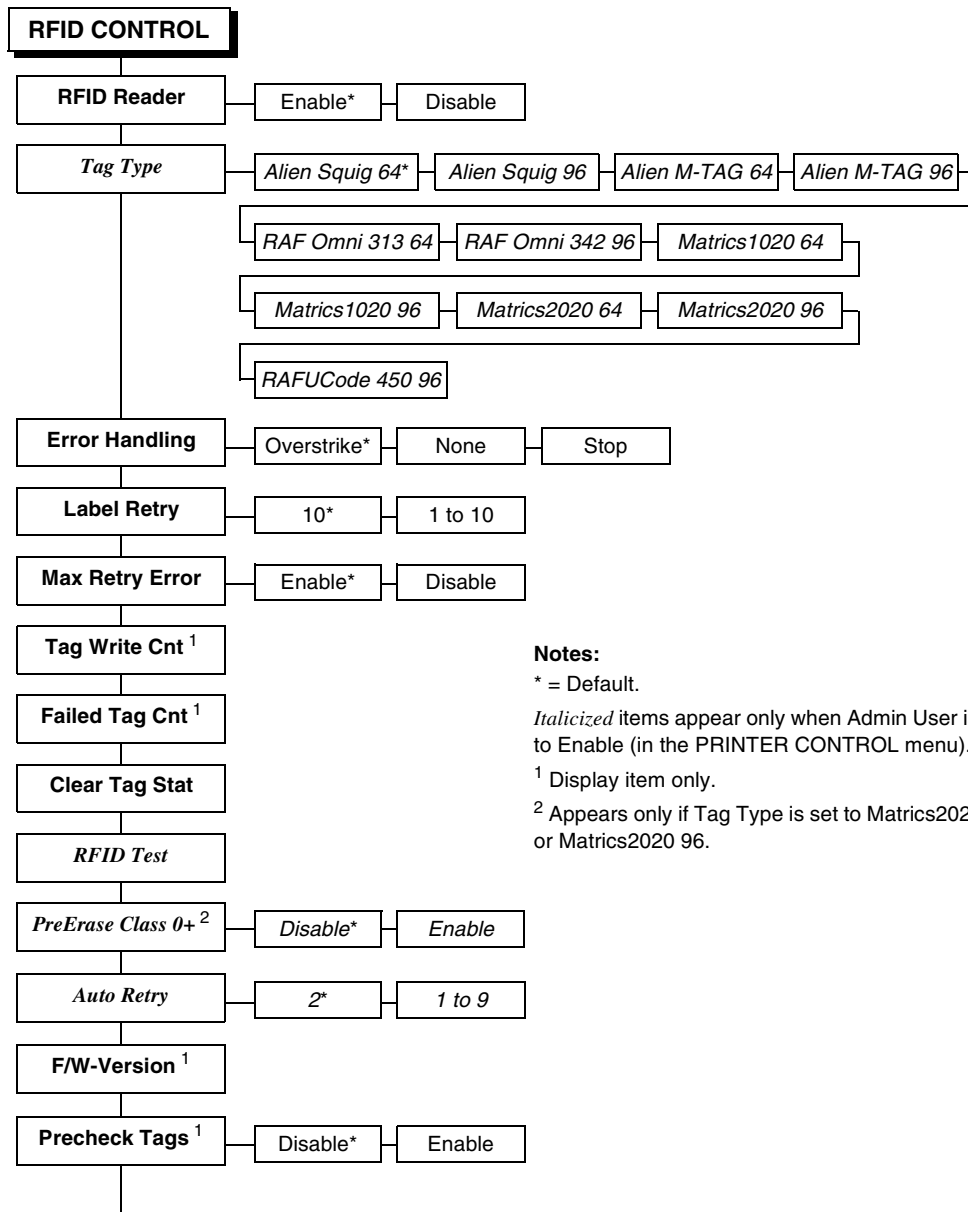 RFID CONTROL
RFID Reader Enable* Disable
Tag Type Alien Squig 64* Alien Squig 96 Alien M-TAG 64 Alien M-TAG 96
RAF Omni 313 64 RAF Omni 342 96 Matrics1020 64
Matrics1020 96 Matrics2020 64 Matrics2020 96
RAFUCode 450 96
Error Handling Overstrike* None Stop
Label Retry 10* 1 to 10
Max Retry Error Enable* Disable
Tag Write Cnt 1
Failed Tag Cnt 1
Clear Tag Stat
RFID Test
PreErase Class 0+ 2 Disable* Enable
Auto Retry 2* 1 to 9
F/W-Version 1
Precheck Tags 1 Disable* Enable
Notes:
* = Default.
Italicized items appear only when Admin User i
to Enable (in the PRINTER CONTROL menu).
1 Display item only.
2 Appears only if Tag Type is set to Matrics202
or Matrics2020 96.